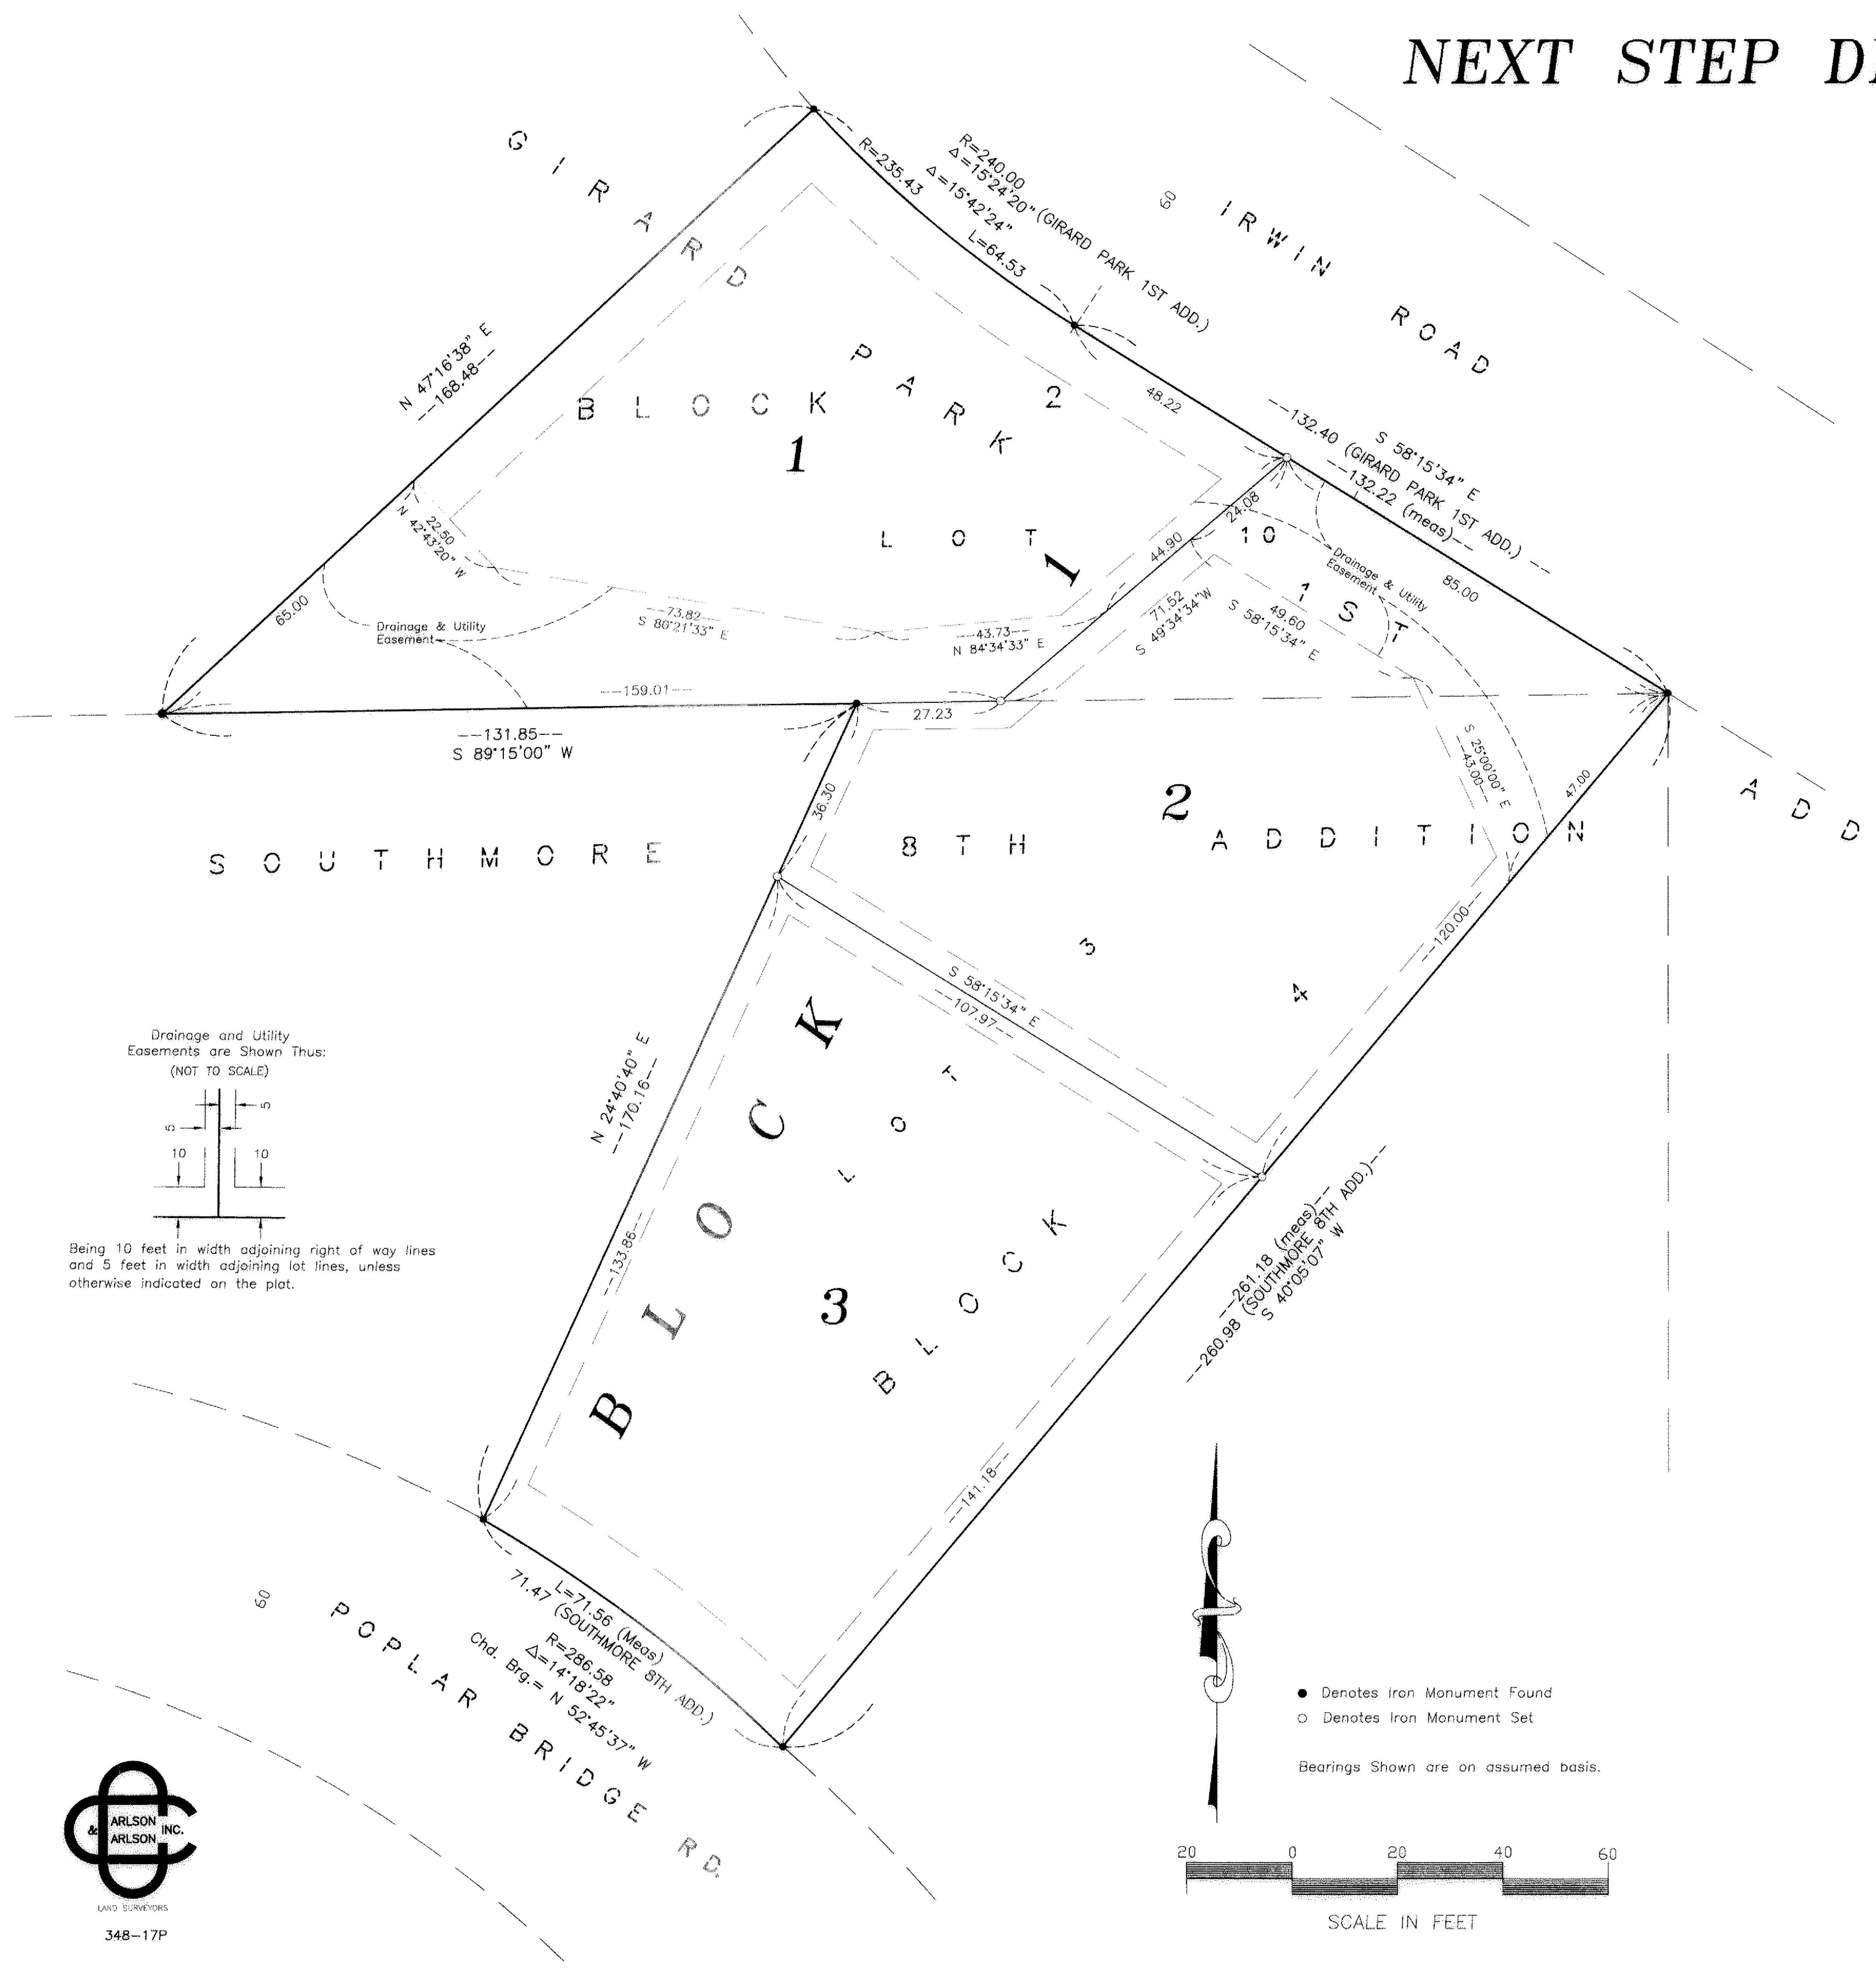 NEXT STEP
GIRARD
PARK
1ST
ADD
IRWIN ROAD
60
R=240.00
Δ=15°24'20" (GIRARD PARK 1ST ADD.)
R=235.43
Δ=15°42'24"
L=64.53
N 47°16'38" E
--168.48--
BLOCK
2
1
48.22
S 58°15'34" E
--132.40 (GIRARD PARK 1ST ADD.)--
--132.22 (meas)--
LOT
10
1
24.08
44.90
22.50
N 42°43'20" W
65.00
Drainage & Utility
Easement
--73.82--
S 80°21'33" E
--43.73--
N 84°34'33" E
71.52
S 49°34'34"W
49.60
S 58°15'34" E
Drainage & Utility
Easement
85.00
--159.01--
27.23
--131.85--
S 89°15'00" W
36.30
S 25°00'00" E
--43.00--
47.00
2
SOUTHMORE 8TH ADDITION
3
4
--120.00--
S 58°15'34" E
--107.97--
N 24°40'40" E
--170.16--
BLOCK
LOT
BLOCK
3
--133.86--
--141.18--
--261.18 (meas)--
--260.98 (SOUTHMORE 8TH ADD.)--
S 40°05'07" W
Drainage and Utility
Easements are Shown Thus:
(NOT TO SCALE)
5
5
10
10
Being 10 feet in width adjoining right of way lines
and 5 feet in width adjoining lot lines, unless
otherwise indicated on the plat.
L=71.56 (Meas)
71.47 (SOUTHMORE 8TH ADD.)
R=286.58
Δ=14°18'22"
Chd. Brg.= N 52°45'37" W
60
POPLAR BRIDGE RD.
● Denotes Iron Monument Found
○ Denotes Iron Monument Set
Bearings Shown are on assumed basis.
20 0 20 40 60
SCALE IN FEET
ARLSON
& ARLSON INC.
LAND SURVEYORS
348-17P